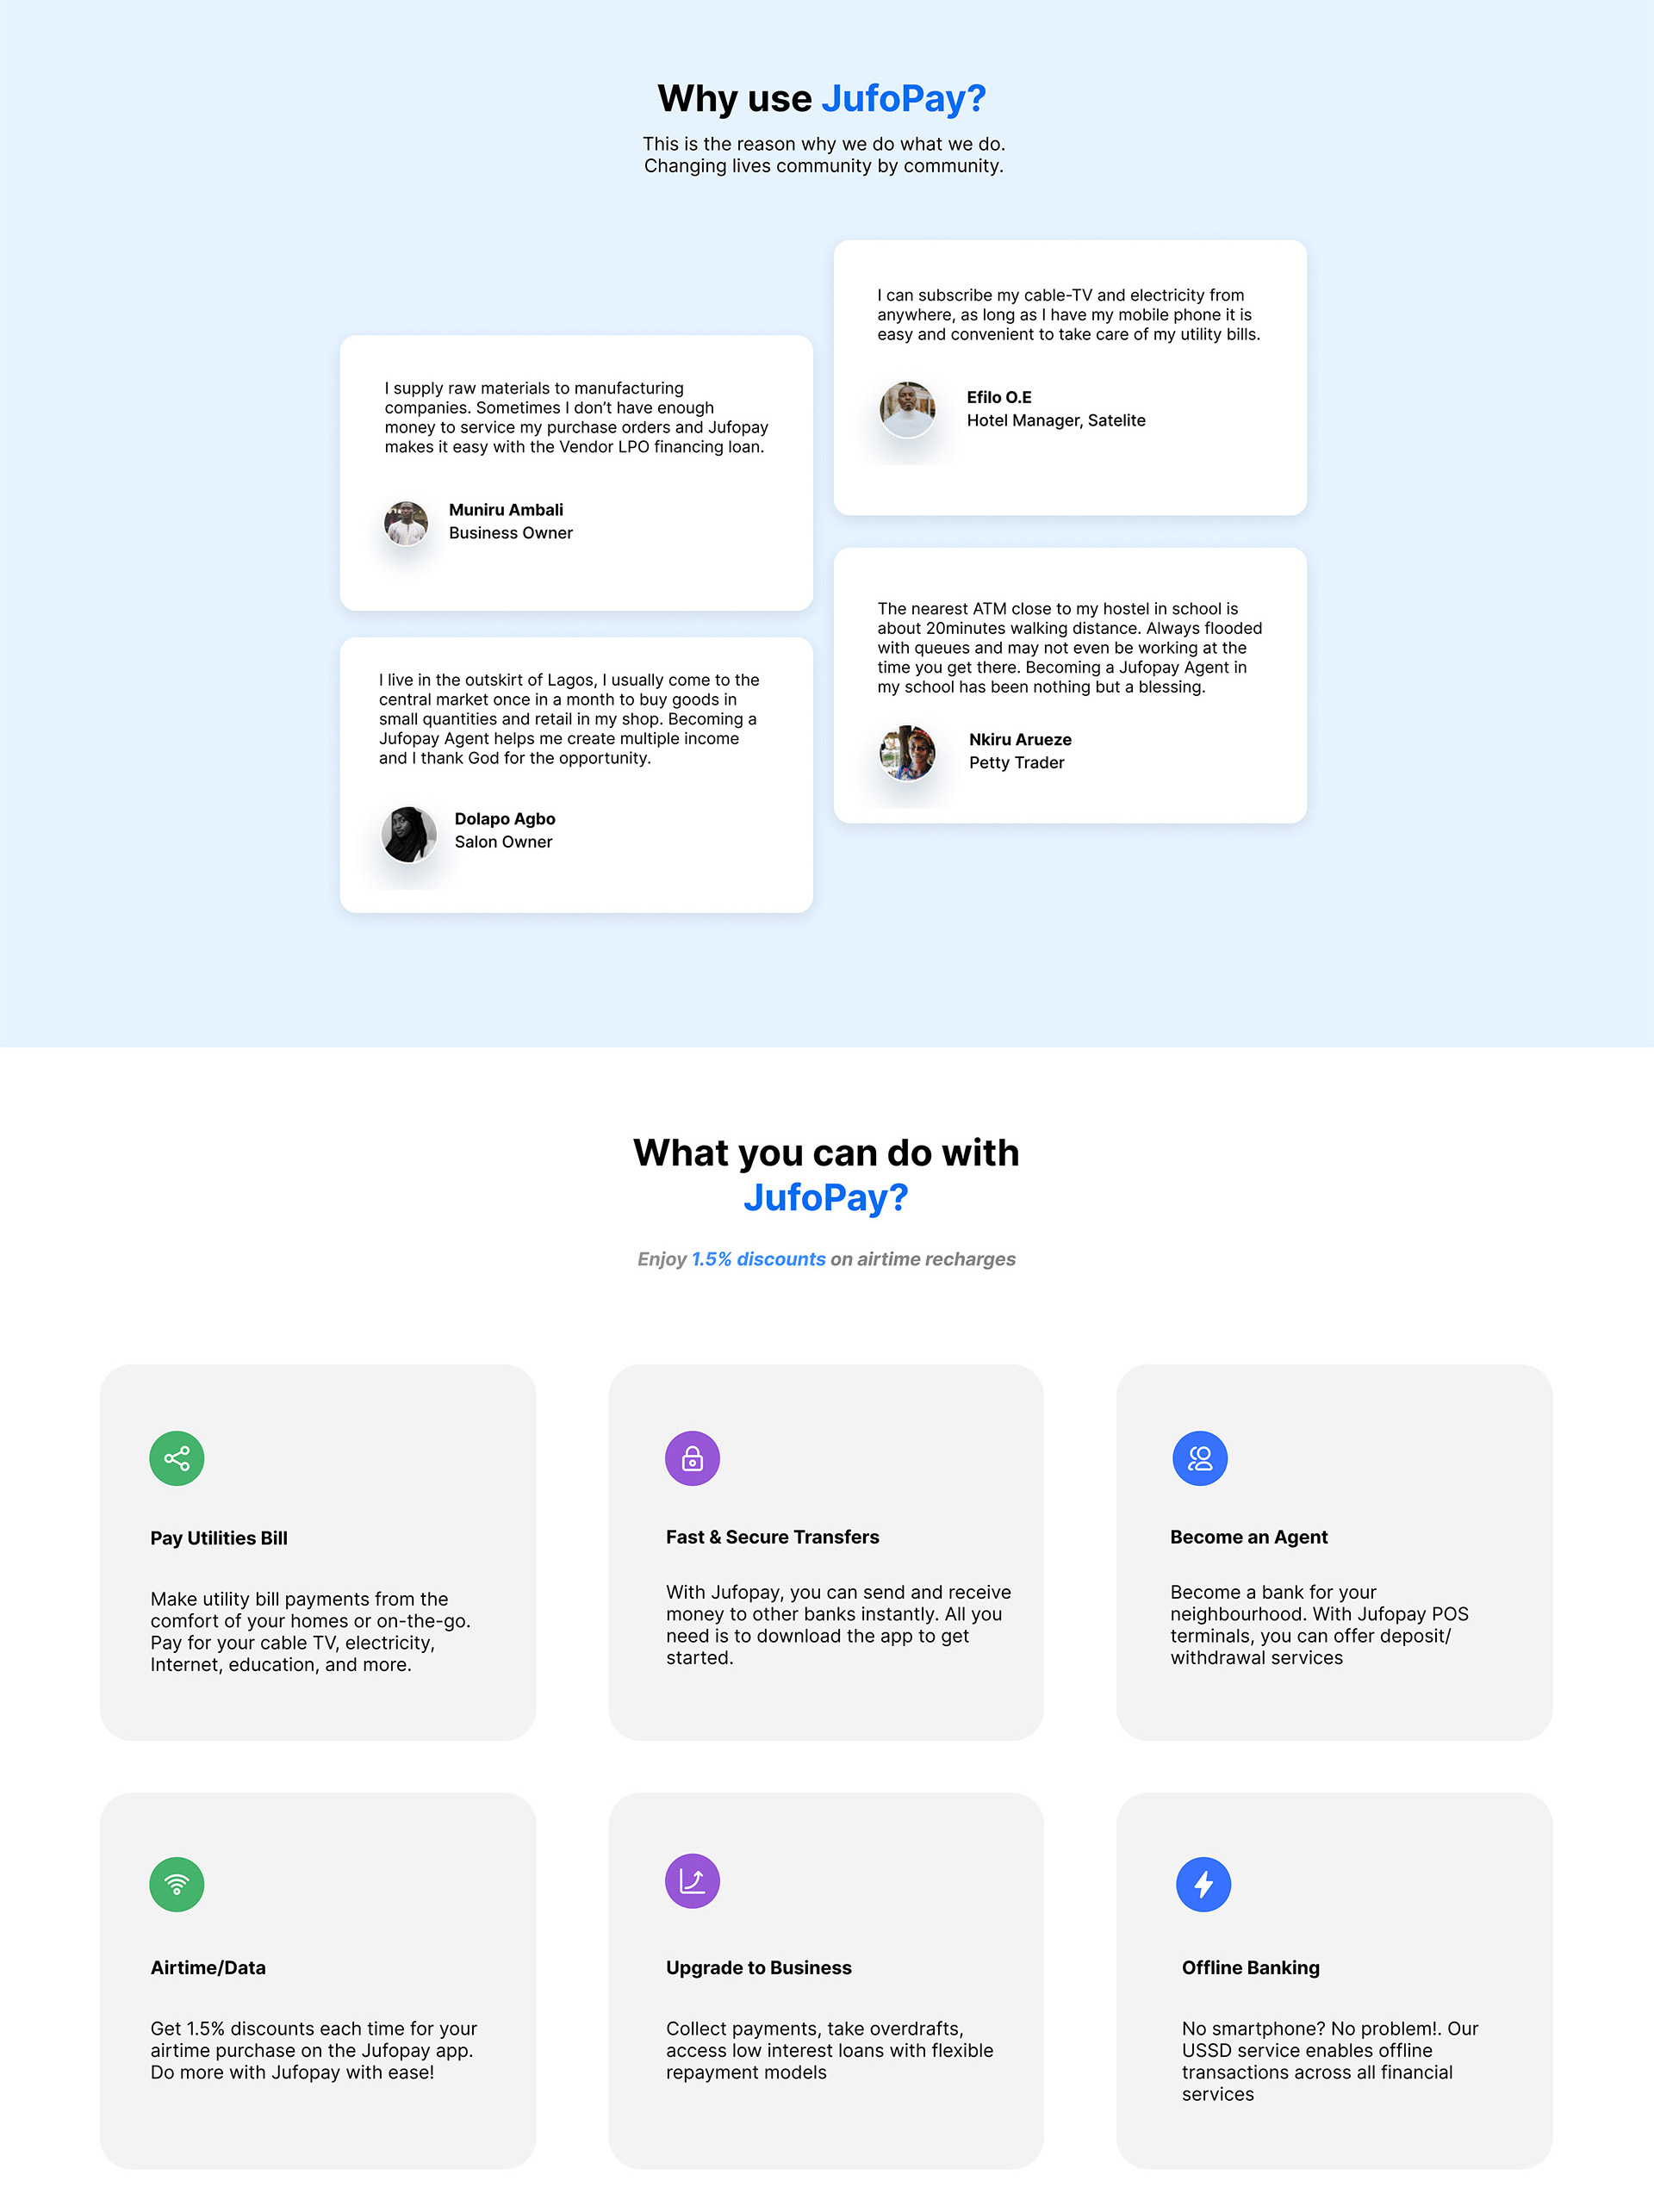 Why use JufoPay?
This is the reason why we do what we do.
Changing lives community by community.
I can subscribe my cable-TV and electricity from
anywhere, as long as I have my mobile phone it is
easy and convenient to take care of my utility bills.
Efilo O.E
Hotel Manager, Satelite
I supply raw materials to manufacturing
companies. Sometimes I don’t have enough
money to service my purchase orders and Jufopay
makes it easy with the Vendor LPO financing loan.
Muniru Ambali
Business Owner
The nearest ATM close to my hostel in school is
about 20minutes walking distance. Always flooded
with queues and may not even be working at the
time you get there. Becoming a Jufopay Agent in
my school has been nothing but a blessing.
Nkiru Arueze
Petty Trader
I live in the outskirt of Lagos, I usually come to the
central market once in a month to buy goods in
small quantities and retail in my shop. Becoming a
Jufopay Agent helps me create multiple income
and I thank God for the opportunity.
Dolapo Agbo
Salon Owner
What you can do with
JufoPay?
Enjoy 1.5% discounts on airtime recharges
Pay Utilities Bill
Make utility bill payments from the
comfort of your homes or on-the-go.
Pay for your cable TV, electricity,
Internet, education, and more.
Fast & Secure Transfers
With Jufopay, you can send and receive
money to other banks instantly. All you
need is to download the app to get
started.
Become an Agent
Become a bank for your
neighbourhood. With Jufopay POS
terminals, you can offer deposit/
withdrawal services
Airtime/Data
Get 1.5% discounts each time for your
airtime purchase on the Jufopay app.
Do more with Jufopay with ease!
Upgrade to Business
Collect payments, take overdrafts,
access low interest loans with flexible
repayment models
Offline Banking
No smartphone? No problem!. Our
USSD service enables offline
transactions across all financial
services